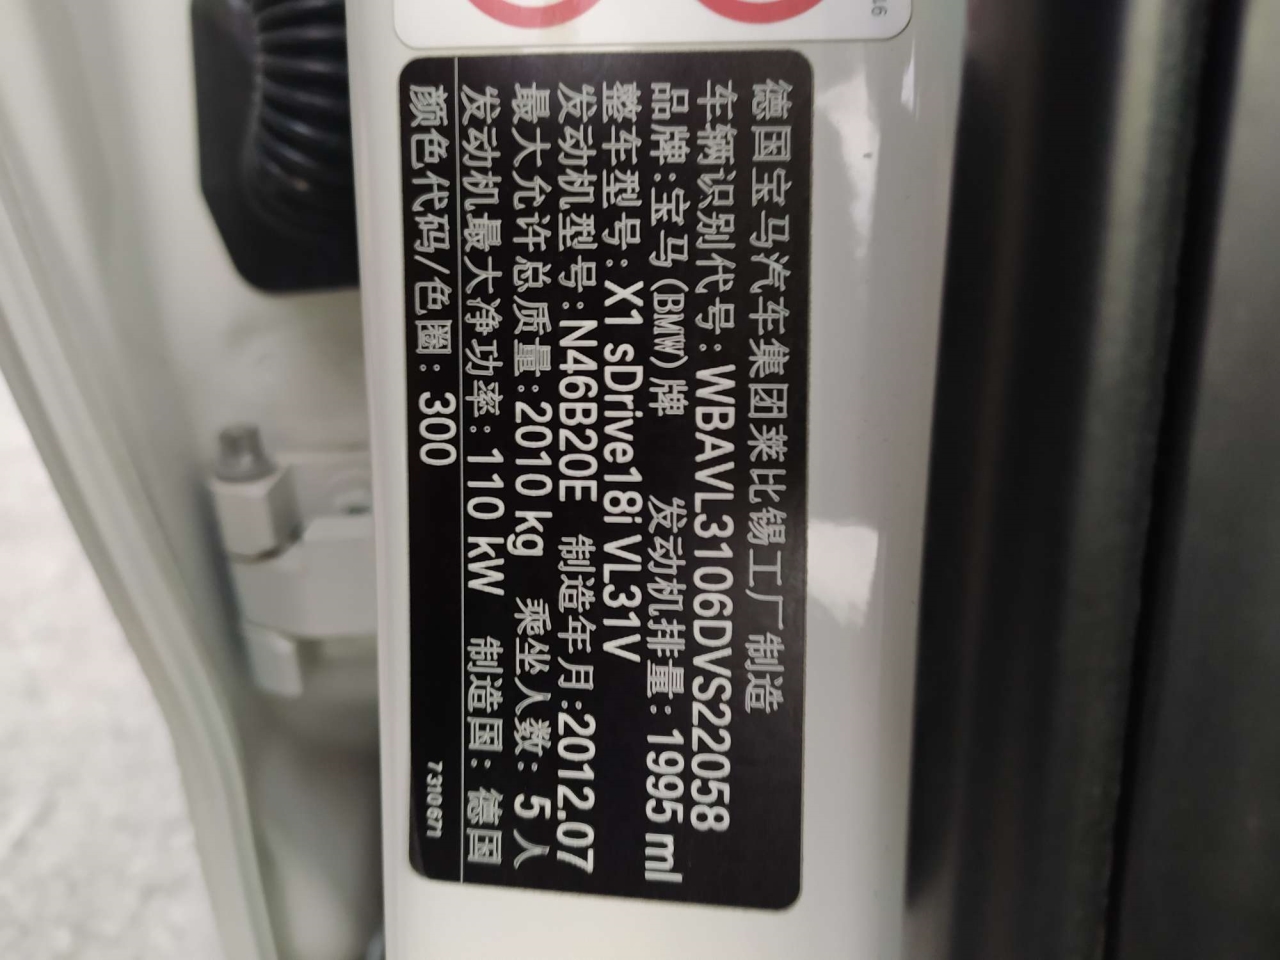 16
德国宝马汽车集团莱比锡工厂制造
车辆识别代号: WBAVL3106DVS22058
品牌:宝马(BMW)牌 发动机排量: 1995 ml
整车型号: X1 sDrive18i VL31V
发动机型号:N46B20E 制造年月:2012.07
最大允许总质量:2010 kg 乘坐人数: 5 人
发动机最大净功率: 110 kW 制造国: 德国
颜色代码/色圈: 300
7310671